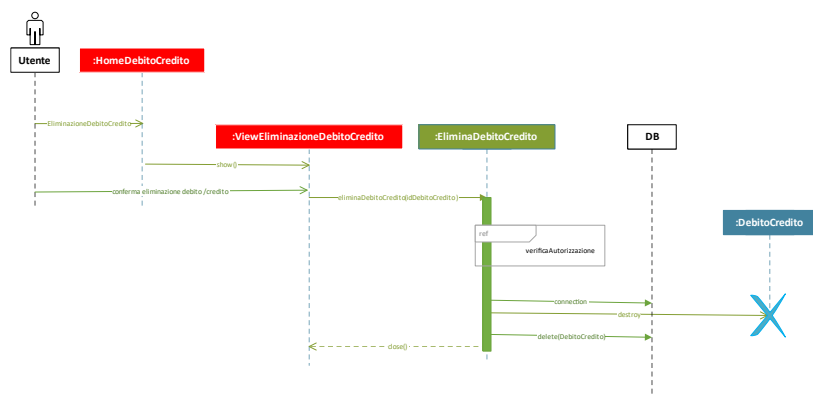 Utente
:HomeDebitoCredito
EliminazioneDebitoCredito
:ViewEliminazioneDebitoCredito
:EliminaDebitoCredito
DB
show()
conferma eliminazione debito /credito
eliminaDebitoCredito(idDebitoCredito )
:DebitoCredito
ref
verificaAutorizzazione
connection
destroy
delete(DebitoCredito)
close()